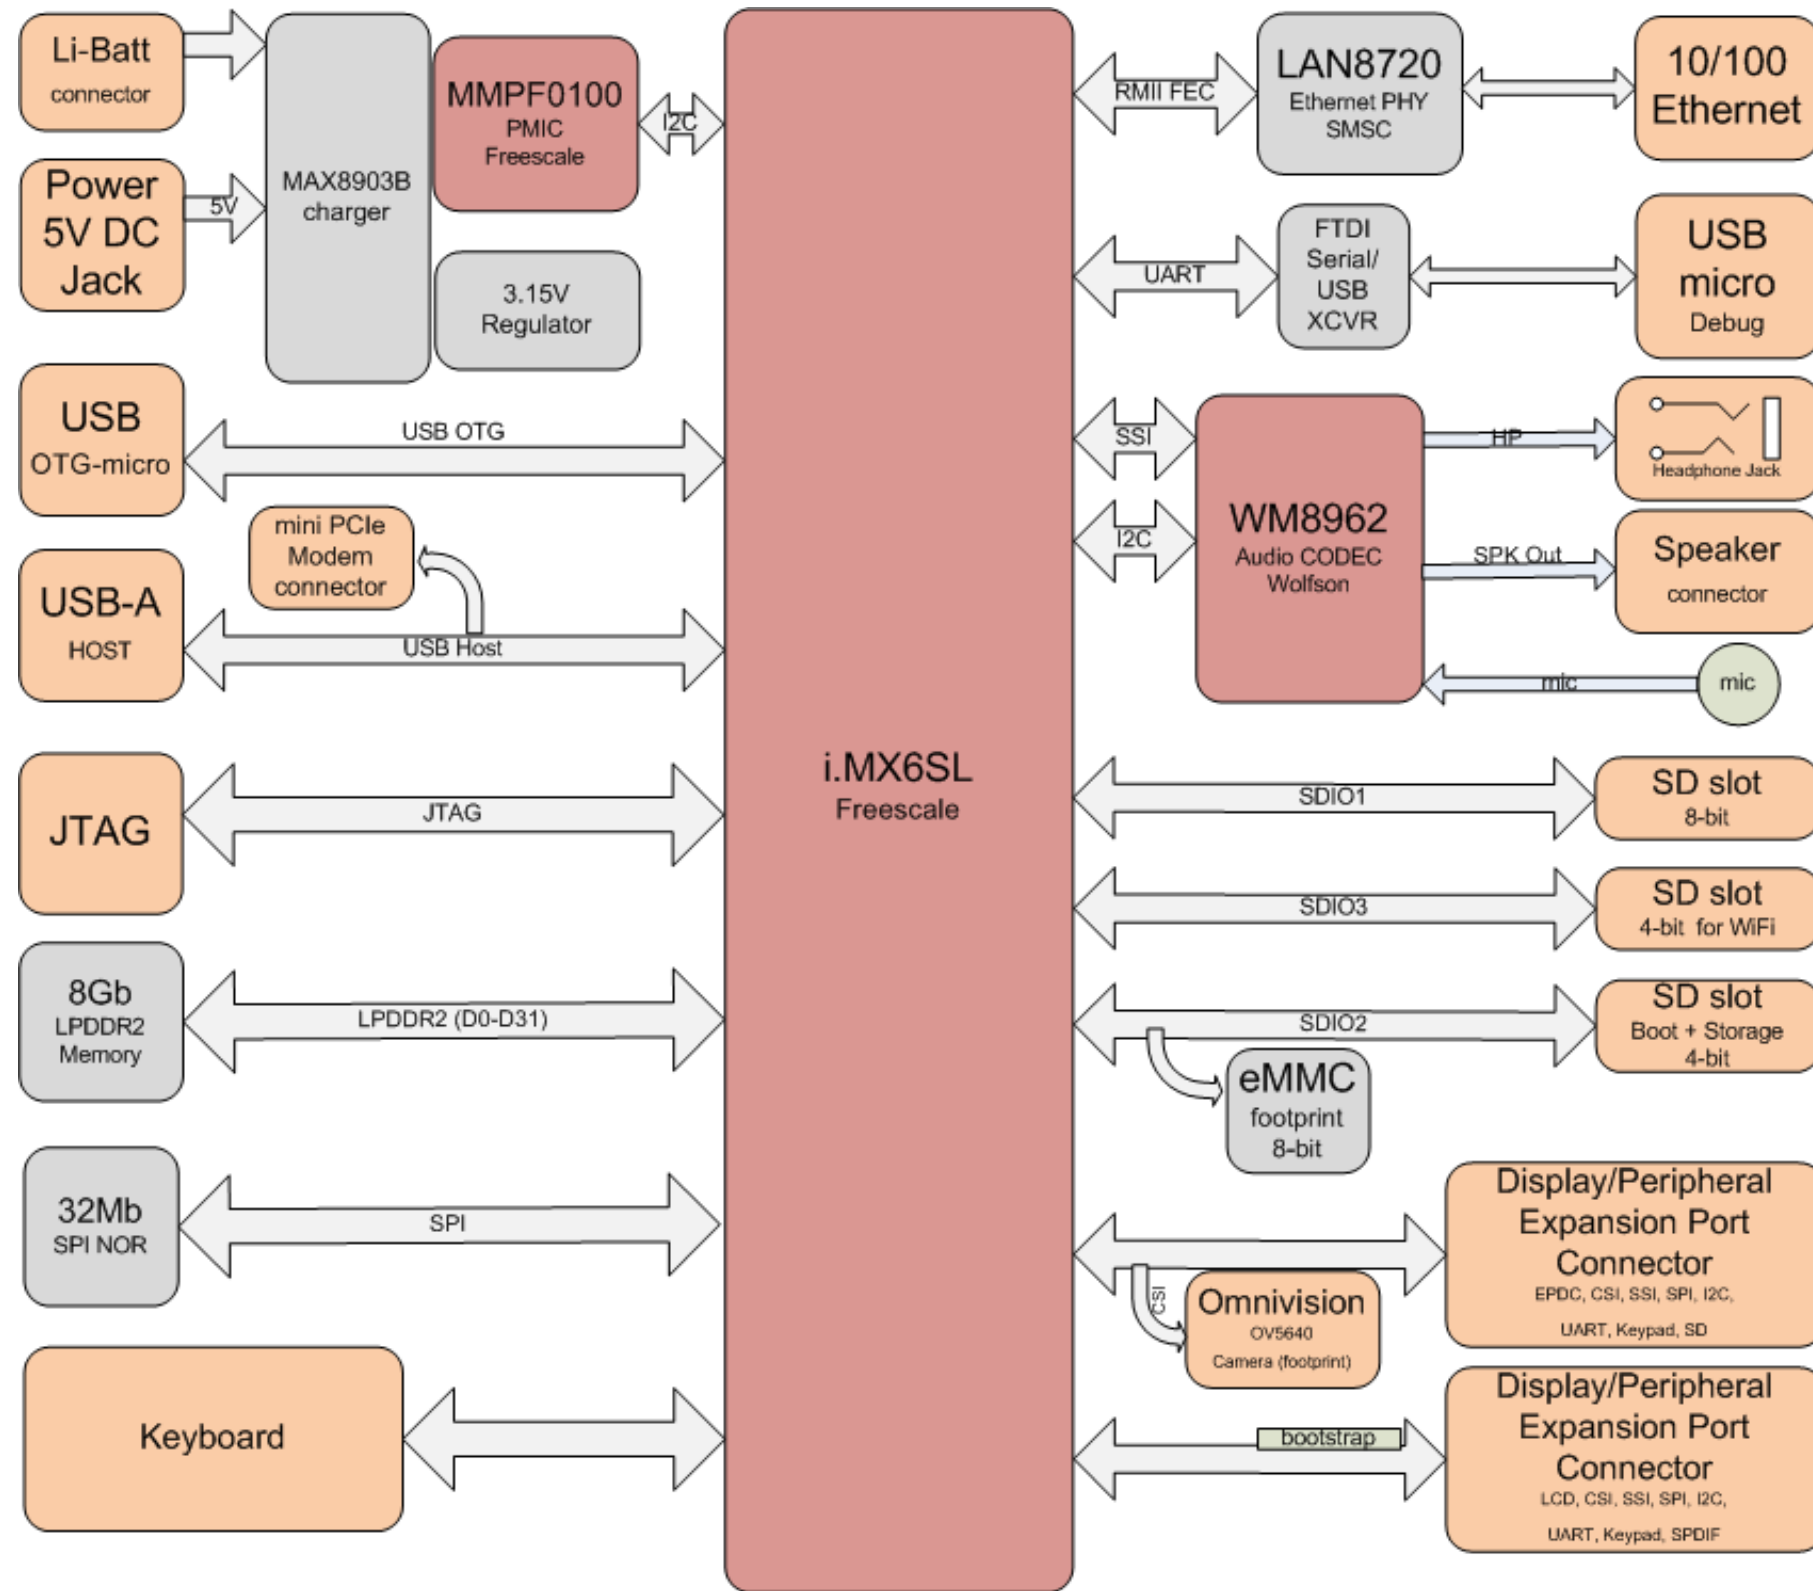 Li-Batt
connector
Power
5V DC
Jack
5V
MAX8903B
charger
MMPF0100
PMIC
Freescale
I2C
3.15V
Regulator
USB
OTG-micro
USB OTG
mini PCIe
Modem
connector
USB-A
HOST
USB Host
JTAG
JTAG
8Gb
LPDDR2
Memory
LPDDR2 (D0-D31)
32Mb
SPI NOR
SPI
Keyboard
i.MX6SL
Freescale
RMII FEC
LAN8720
Ethernet PHY
SMSC
10/100
Ethernet
UART
FTDI
Serial/
USB
XCVR
USB
micro
Debug
SSI
I2C
WM8962
Audio CODEC
Wolfson
HP
Headphone Jack
SPK Out
Speaker
connector
mic
mic
SDIO1
SD slot
8-bit
SDIO3
SD slot
4-bit for WiFi
SDIO2
SD slot
Boot + Storage
4-bit
eMMC
footprint
8-bit
CSI
Omnivision
OV5640
Camera (footprint)
Display/Peripheral
Expansion Port
Connector
EPDC, CSI, SSI, SPI, I2C,
UART, Keypad, SD
bootstrap
Display/Peripheral
Expansion Port
Connector
LCD, CSI, SSI, SPI, I2C,
UART, Keypad, SPDIF